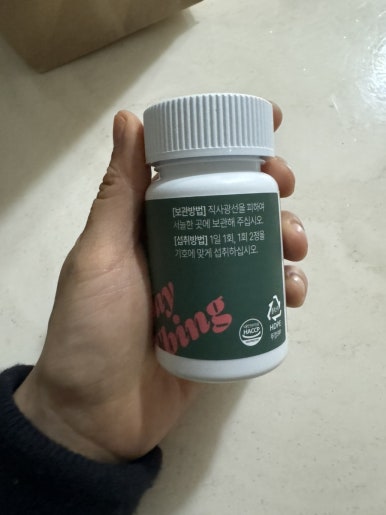 [보관방법] 직사광선을 피하여
서늘한 곳에 보관해 주십시오.
[섭취방법] 1일 1회, 1회 2정을
기호에 맞게 섭취하십시오.
HACCP
HDPE